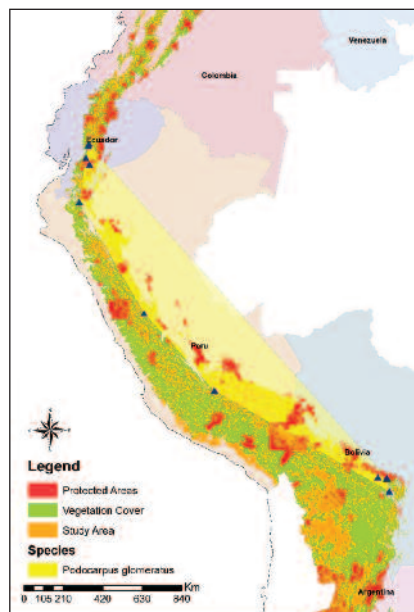 Venezuela
Colombia
Ecuador
Peru
Bolivia
Argentina
Legend
Protected Areas
Vegetation Cover
Study Area
Species
Podocarpus glomeratus
Km
0 105 210 420 630 840